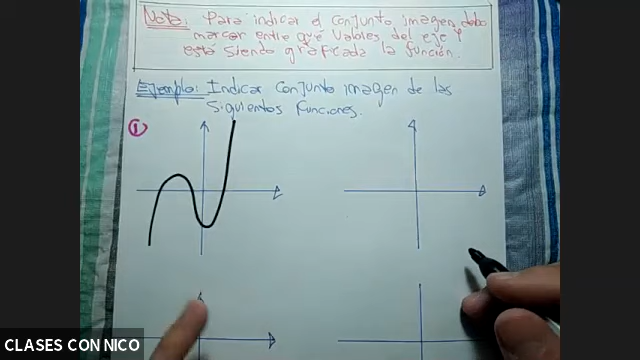 Nota: Para indicar el conjunto imagen debo
marcar entre qué valores del eje Y
está siendo graficada la función.
Ejemplo: Indicar conjunto imagen de las
siguientes funciones.
1
CLASES CON NICO